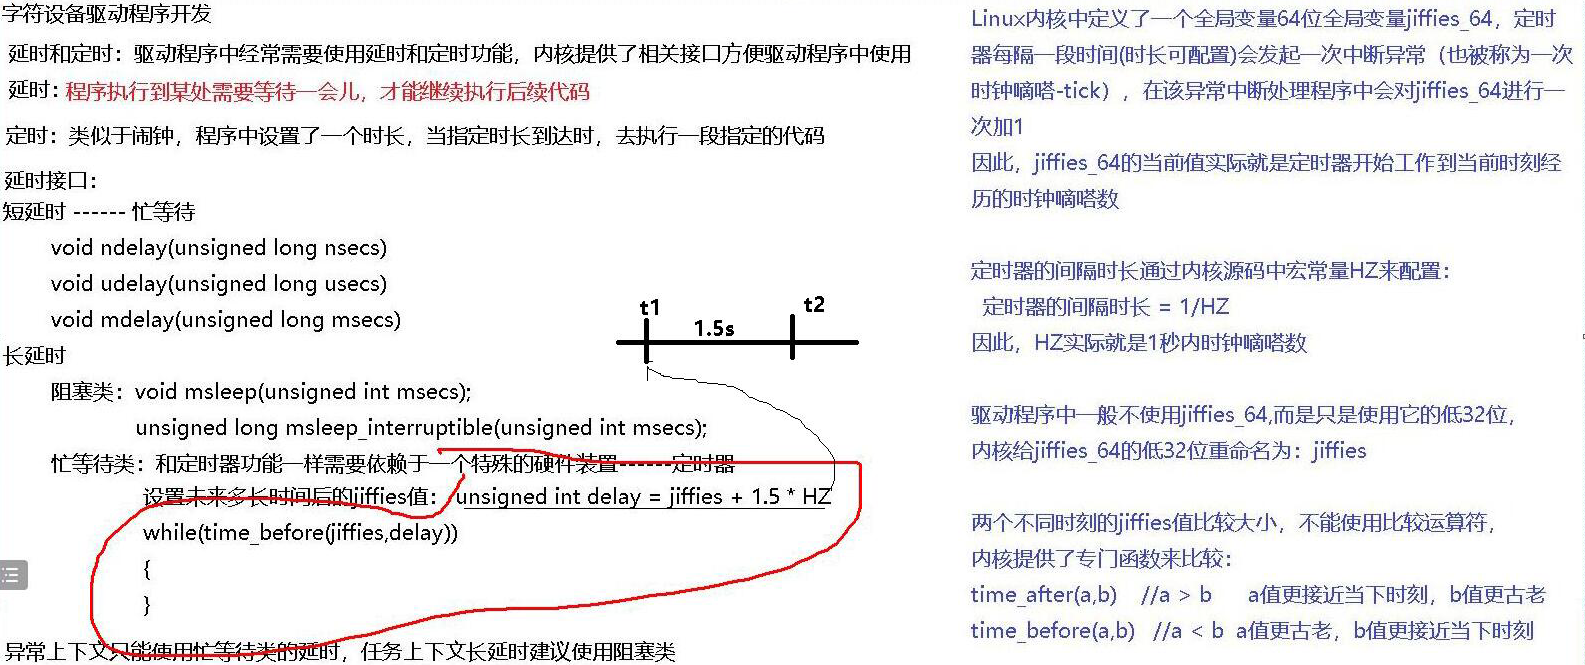 字符设备驱动程序开发
延时和定时：驱动程序中经常需要使用延时和定时功能，内核提供了相关接口方便驱动程序中使用
延时：程序执行到某处需要等待一会儿，才能继续执行后续代码
定时：类似于闹钟，程序中设置了一个时长，当指定时长到达时，去执行一段指定的代码
延时接口：
短延时 ------ 忙等待
void ndelay(unsigned long nsecs)
void udelay(unsigned long usecs)
void mdelay(unsigned long msecs)
长延时
阻塞类：void msleep(unsigned int msecs);
unsigned long msleep_interruptible(unsigned int msecs);
忙等待类：和定时器功能一样需要依赖于一个特殊的硬件装置------定时器
设置未来多长时间后的jiffies值： unsigned int delay = jiffies + 1.5 * HZ
while(time_before(jiffies,delay))
{
}
异常上下文只能使用忙等待类的延时，任务上下文长延时建议使用阻塞类
t1
1.5s
t2
Linux内核中定义了一个全局变量64位全局变量jiffies_64，定时
器每隔一段时间(时长可配置)会发起一次中断异常（也被称为一次
时钟嘀嗒-tick），在该异常中断处理程序中会对jiffies_64进行一
次加1
因此，jiffies_64的当前值实际就是定时器开始工作到当前时刻经
历的时钟嘀嗒数
定时器的间隔时长通过内核源码中宏常量HZ来配置：
定时器的间隔时长 = 1/HZ
因此，HZ实际就是1秒内时钟嘀嗒数
驱动程序中一般不使用jiffies_64,而是只是使用它的低32位，
内核给jiffies_64的低32位重命名为：jiffies
两个不同时刻的jiffies值比较大小，不能使用比较运算符，
内核提供了专门函数来比较：
time_after(a,b) //a > b a值更接近当下时刻，b值更古老
time_before(a,b) //a < b a值更古老，b值更接近当下时刻